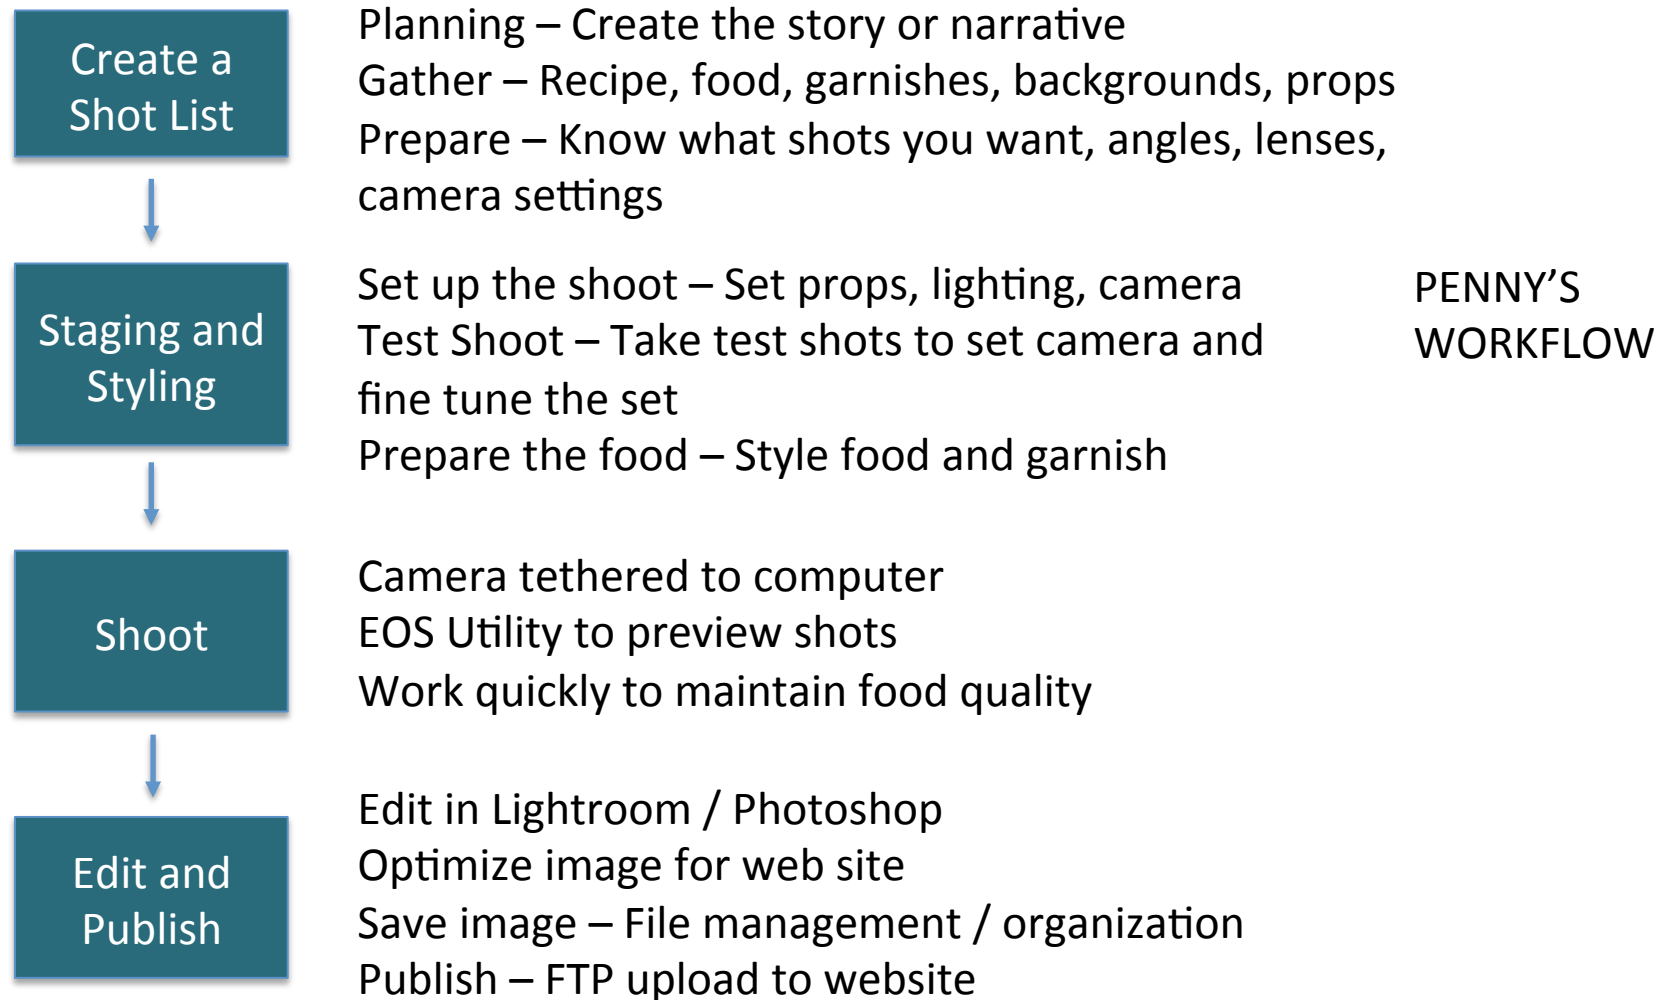 Create a
Shot List
Planning – Create the story or narrative
Gather – Recipe, food, garnishes, backgrounds, props
Prepare – Know what shots you want, angles, lenses,
camera settings
Staging and
Styling
Set up the shoot – Set props, lighting, camera
Test Shoot – Take test shots to set camera and
fine tune the set
Prepare the food – Style food and garnish
PENNY’S
WORKFLOW
Shoot
Camera tethered to computer
EOS Utility to preview shots
Work quickly to maintain food quality
Edit and
Publish
Edit in Lightroom / Photoshop
Optimize image for web site
Save image – File management / organization
Publish – FTP upload to website